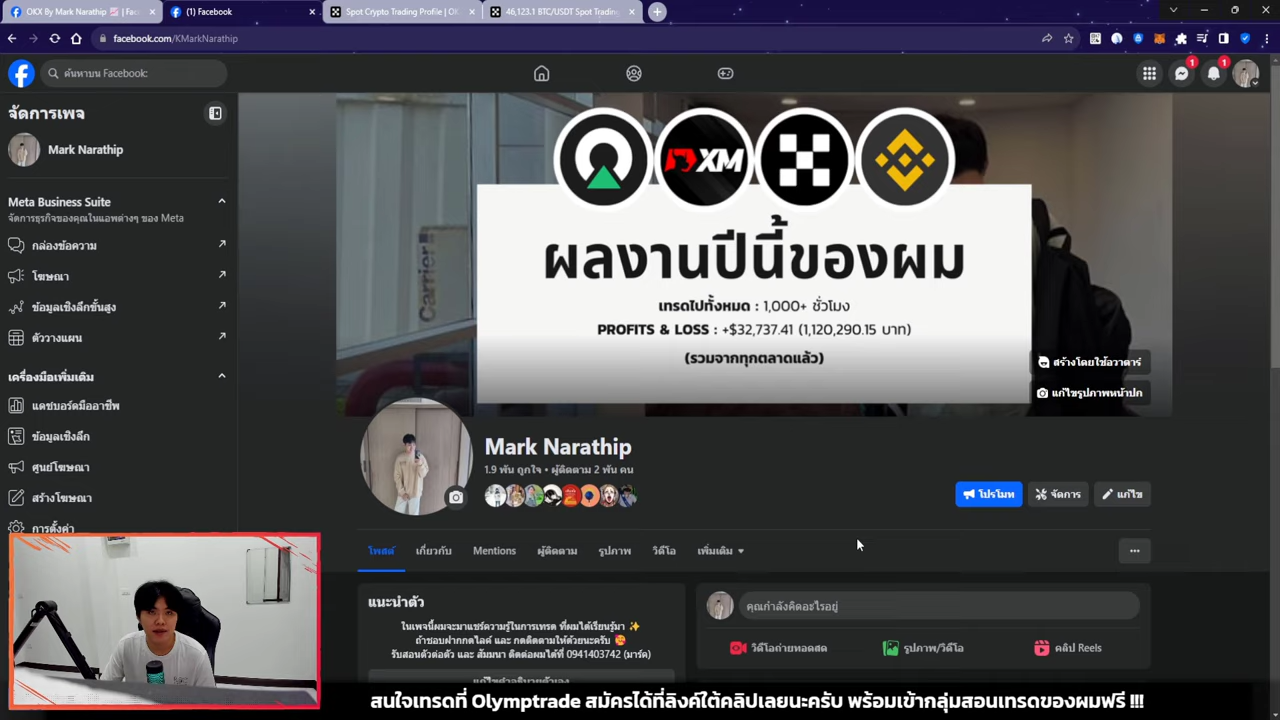 OKX By Mark Narathip 📈 | Fac
(1) Facebook
Spot Crypto Trading Profile | OK
46,123.1 BTC/USDT Spot Trading
facebook.com/KMarkNarathip
ค้นหาบน Facebook
1
1
จัดการเพจ
Mark Narathip
Meta Business Suite
จัดการธุรกิจของคุณในแอพต่างๆ ของ Meta
กล่องข้อความ
โฆษณา
ข้อมูลเชิงลึกขั้นสูง
ตัววางแผน
เครื่องมือเพิ่มเติม
แดชบอร์ดมืออาชีพ
ข้อมูลเชิงลึก
ศูนย์โฆษณา
สร้างโฆษณา
การตั้งค่า
XM
Carrier
ผลงานปีนี้ของผม
เทรดไปทั้งหมด : 1,000+ ชั่วโมง
PROFITS & LOSS : +$32,737.41 (1,120,290.15 บาท)
(รวมจากทุกตลาดแล้ว)
สร้างโดยใช้อวาตาร์
แก้ไขรูปภาพหน้าปก
Mark Narathip
1.9 พัน ถูกใจ • ผู้ติดตาม 2 พัน คน
โปรโมท
จัดการ
แก้ไข
โพสต์
เกี่ยวกับ
Mentions
ผู้ติดตาม
รูปภาพ
วิดีโอ
เพิ่มเติม
แนะนำตัว
ในเพจนี้ผมจะมาแชร์ความรู้ในการเทรด ที่ผมได้เรียนรู้มา ✨
ถ้าชอบฝากกดไลค์ และ กดติดตามให้ด้วยนะครับ 🥰
รับสอนตัวต่อตัว และ สัมมนา ติดต่อผมได้ที่ 0941403742 (มาร์ค)
แก้ไขคำอธิบายตัวเอง
คุณกำลังคิดอะไรอยู่
วิดีโอถ่ายทอดสด
รูปภาพ/วิดีโอ
คลิป Reels
สนใจเทรดที่ Olymptrade สมัครได้ที่ลิงค์ใต้คลิปเลยนะครับ พร้อมเข้ากลุ่มสอนเทรดของผมฟรี !!!